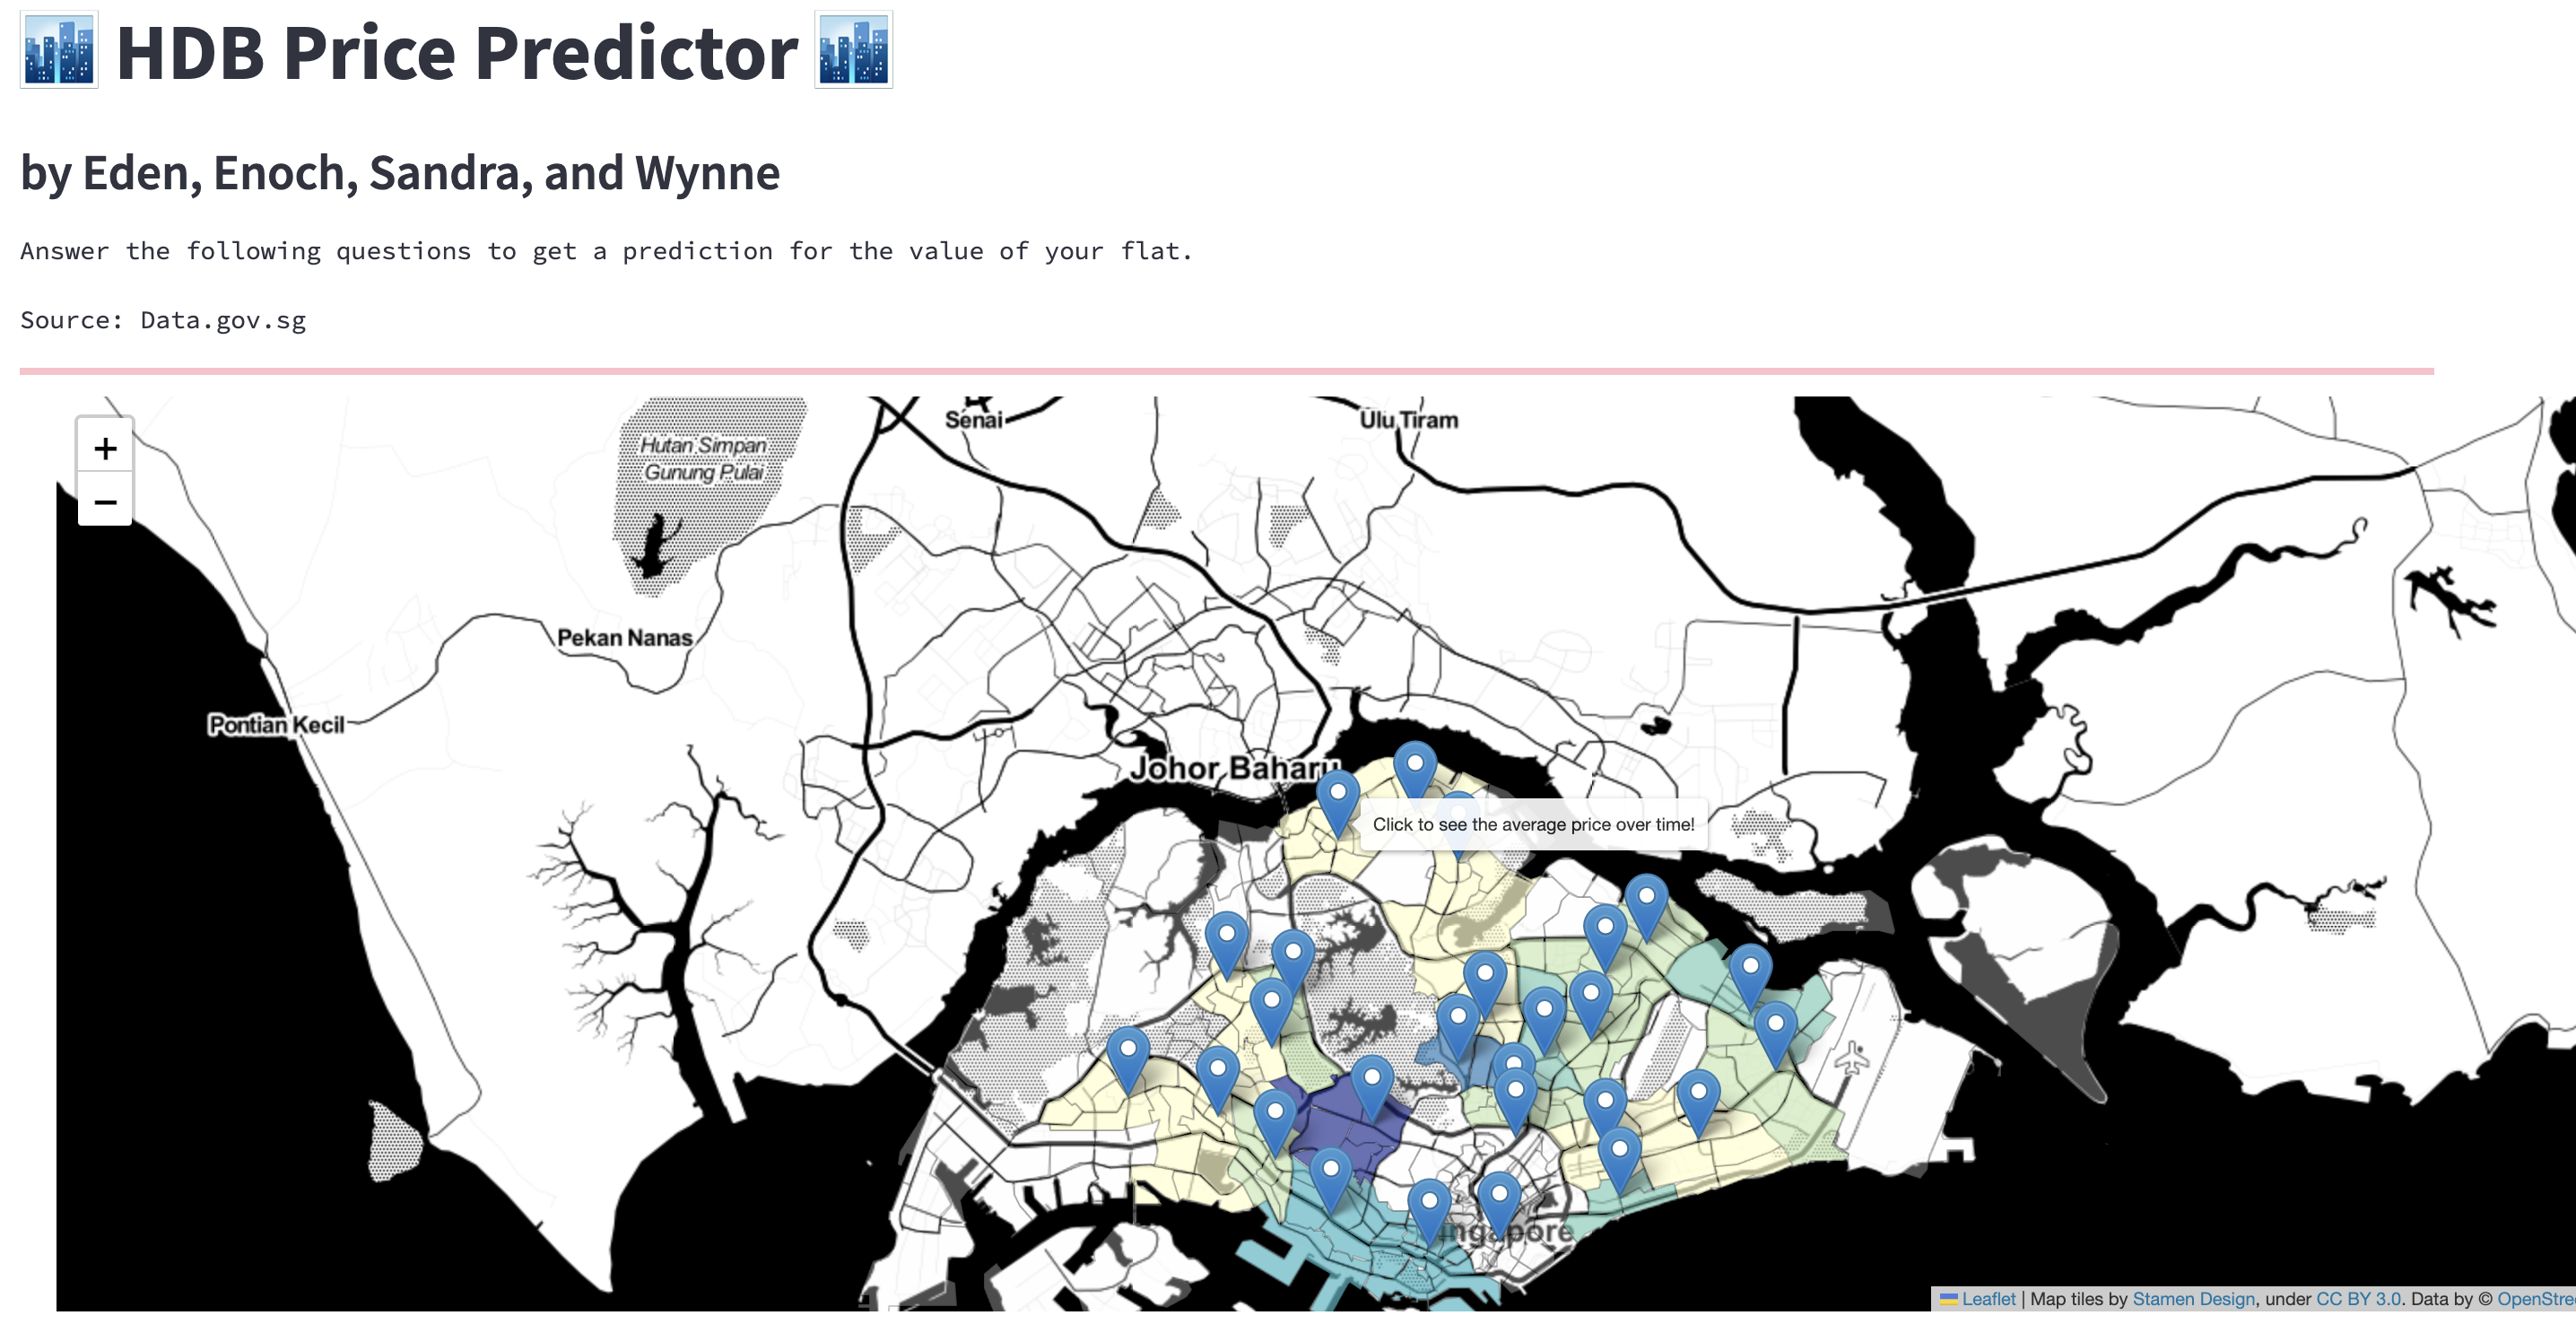 HDB Price Predictor
by Eden, Enoch, Sandra, and Wynne
Answer the following questions to get a prediction for the value of your flat.
Source: Data.gov.sg
+
−
Senai
Ulu Tiram
Hutan Simpan
Gunung Pulai
Pekan Nanas
Pontian Kecil
Johor Bahru
Click to see the average price over time!
ingapore
Leaflet | Map tiles by Stamen Design, under CC BY 3.0. Data by © OpenStre